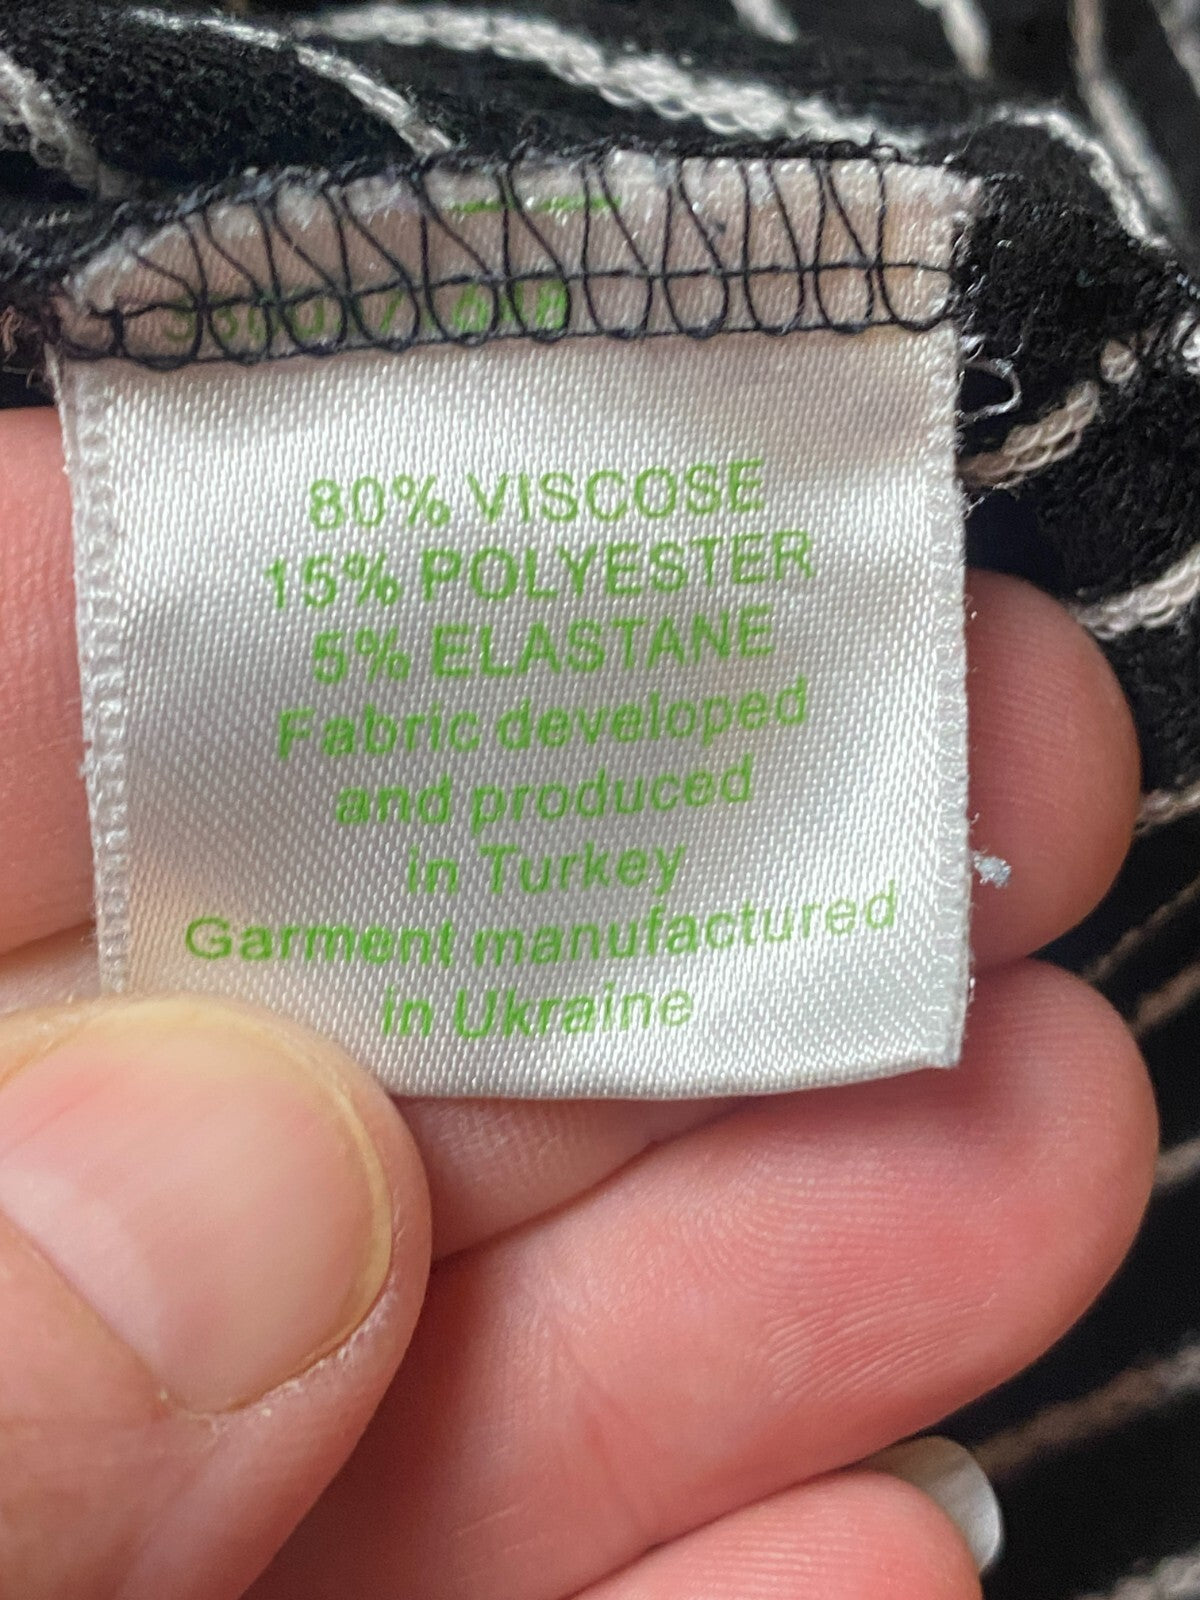 80% VISCOSE
15% POLYESTER
5% ELASTANE
Fabric developed
and produced
in Turkey
Garment manufactured
in Ukraine